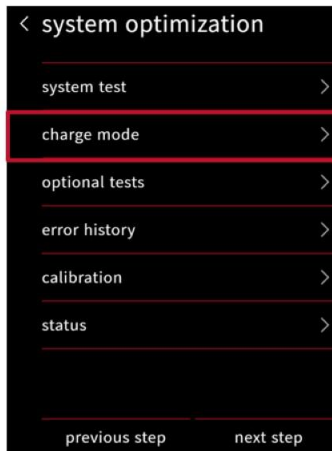 < system optimization
system test >
charge mode >
optional tests >
error history >
calibration >
status >
previous step next step